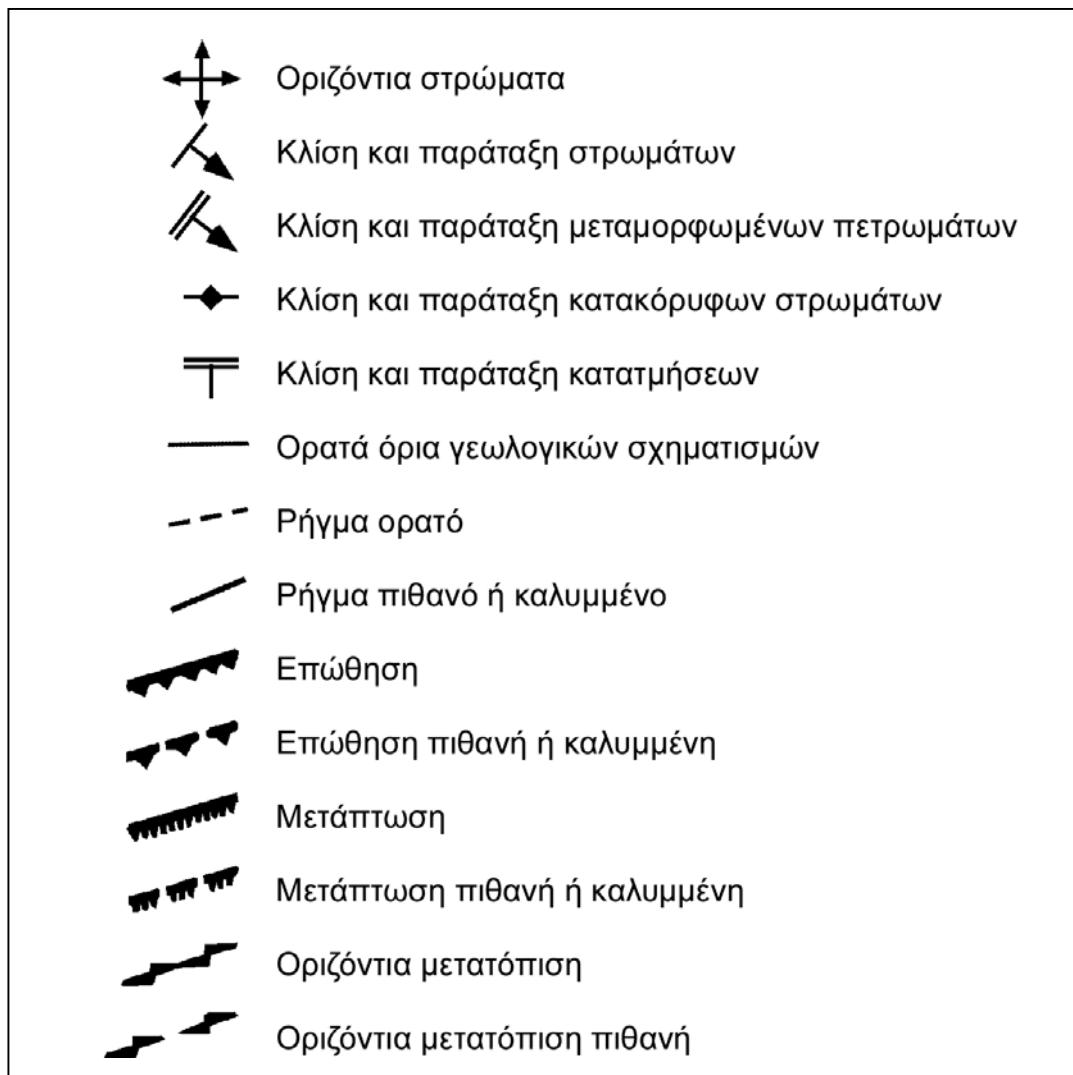 Οριζόντια στρώματα
Κλίση και παράταξη στρωμάτων
Κλίση και παράταξη μεταμορφωμένων πετρωμάτων
Κλίση και παράταξη κατακόρυφων στρωμάτων
Κλίση και παράταξη κατατμήσεων
Ορατά όρια γεωλογικών σχηματισμών
Ρήγμα ορατό
Ρήγμα πιθανό ή καλυμμένο
Επώθηση
Επώθηση πιθανή ή καλυμμένη
Μετάπτωση
Μετάπτωση πιθανή ή καλυμμένη
Οριζόντια μετατόπιση
Οριζόντια μετατόπιση πιθανή